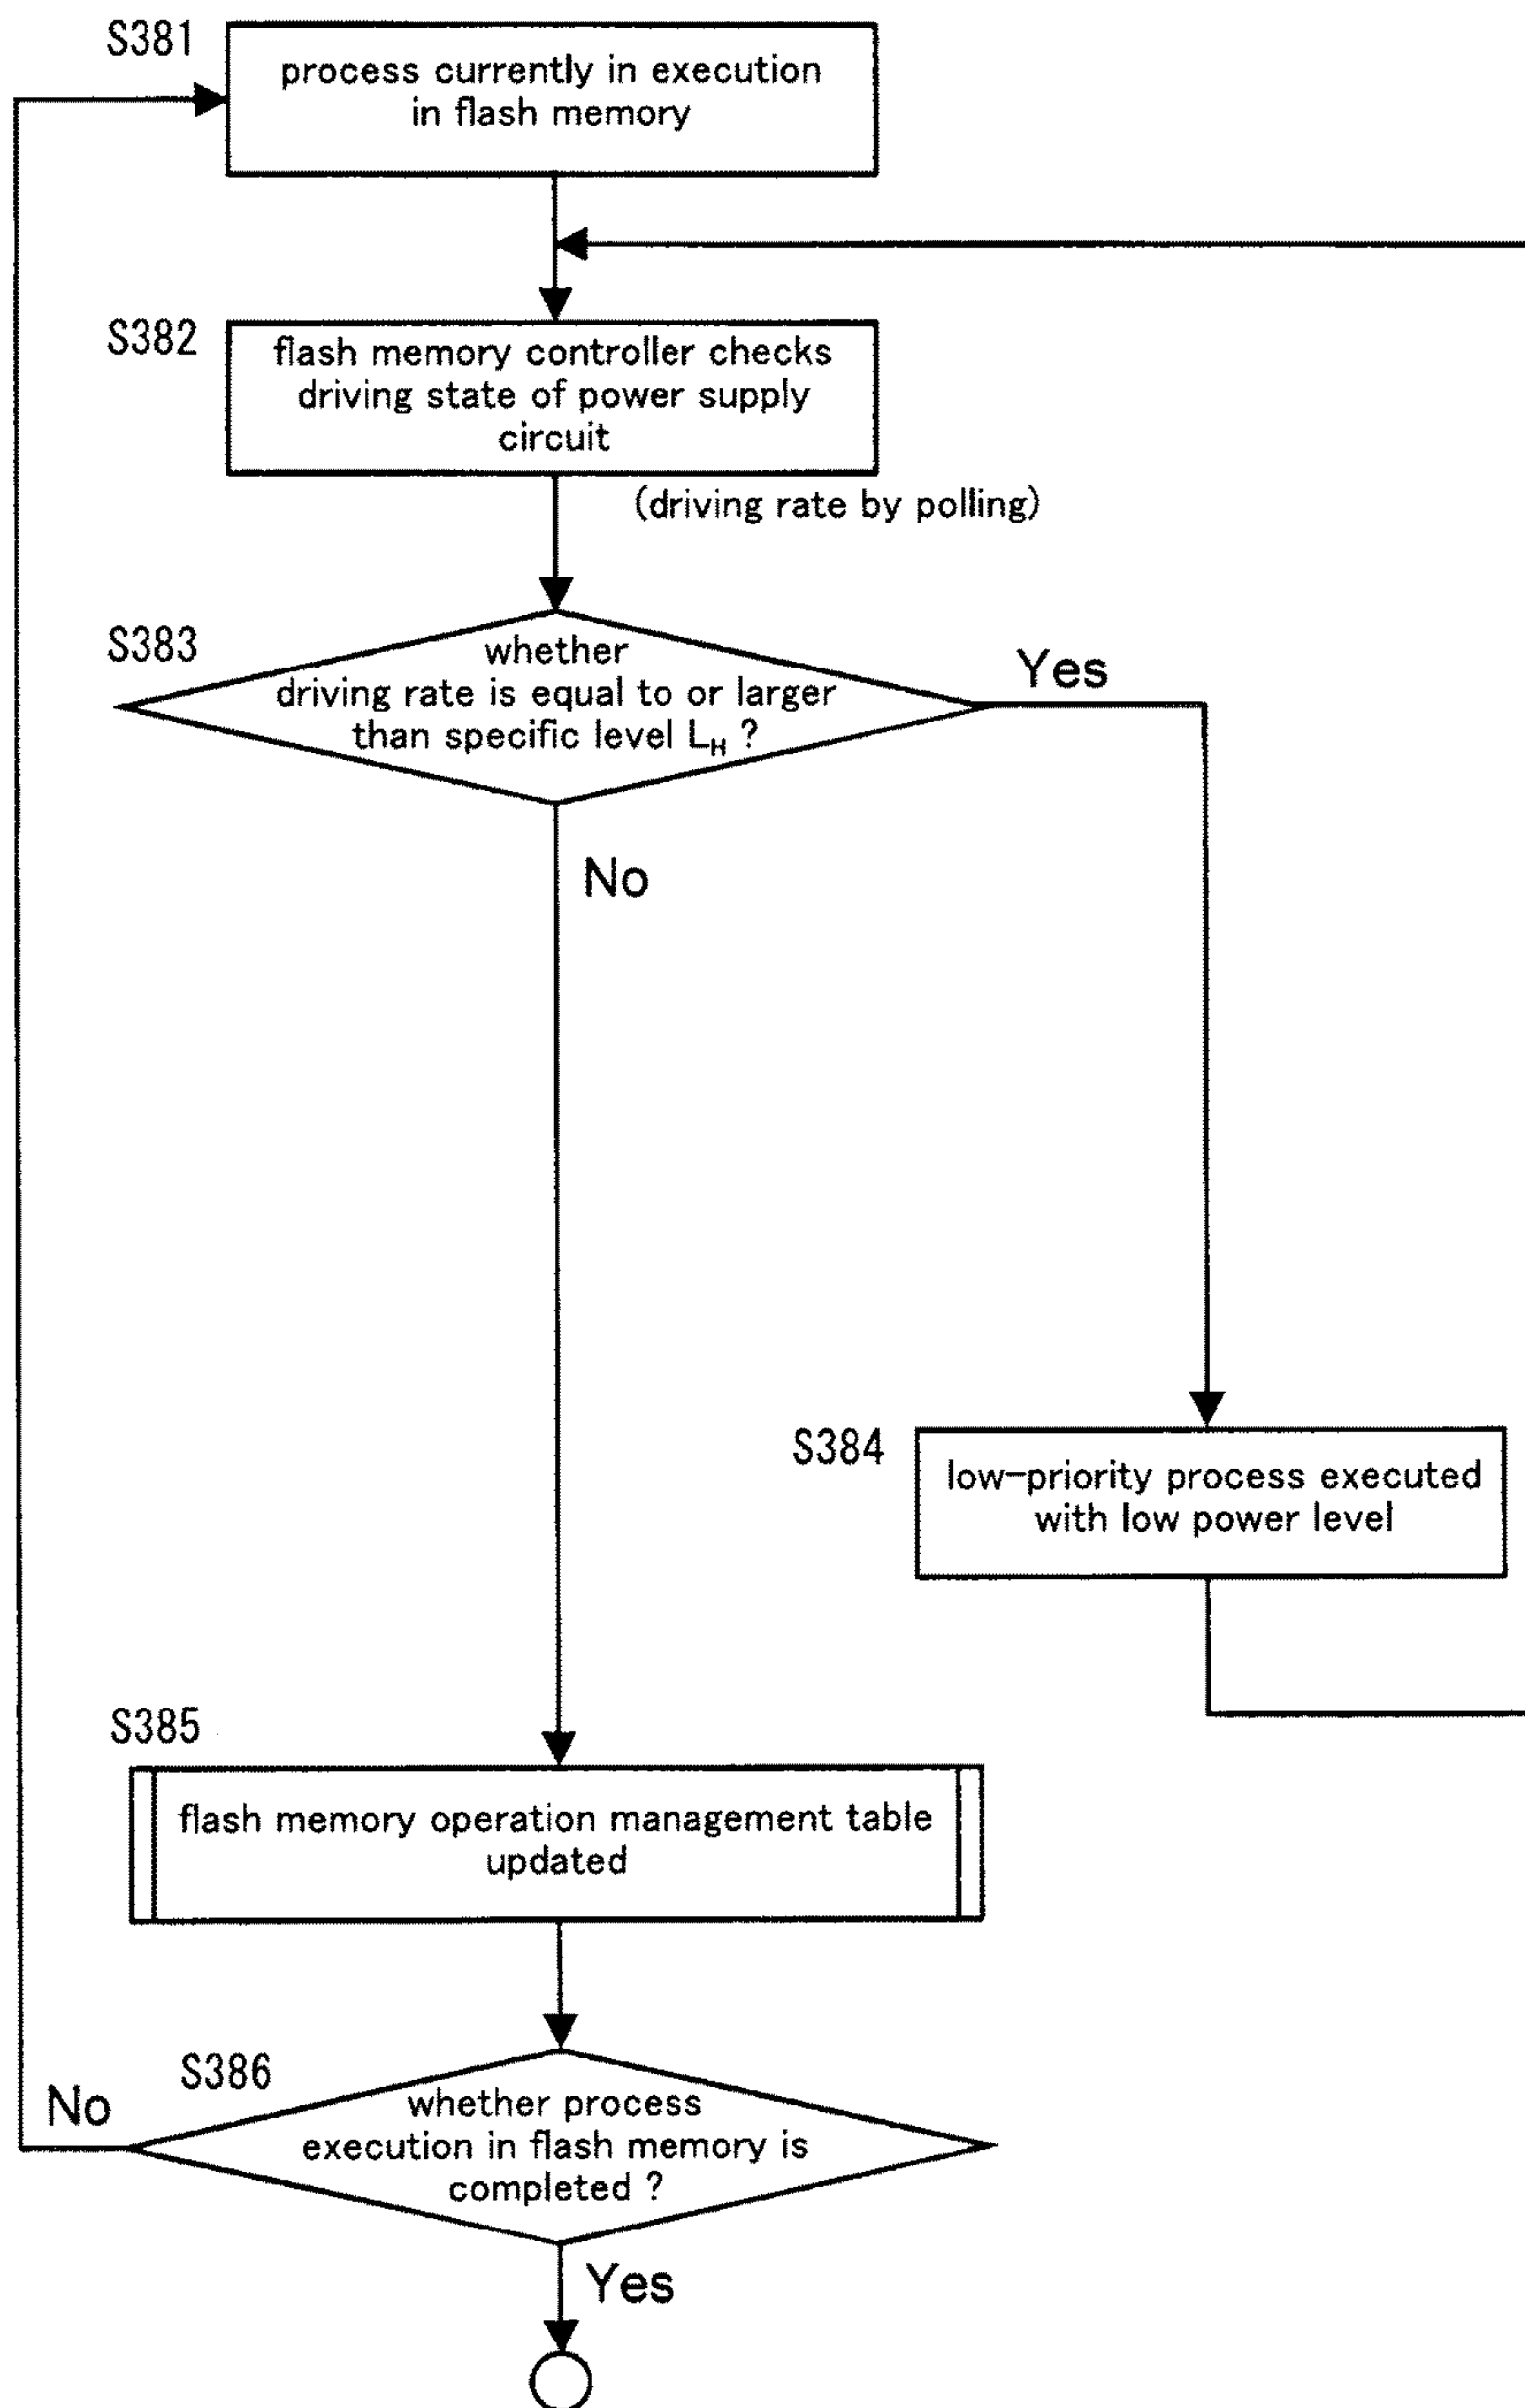 S381
process currently in execution
in flash memory
S382
flash memory controller checks
driving state of power supply
circuit
(driving rate by polling)
S383
whether
driving rate is equal to or larger
than specific level L_H ?
Yes
No
S384
low-priority process executed
with low power level
S385
flash memory operation management table
updated
S386
No
whether process
execution in flash memory is
completed ?
Yes